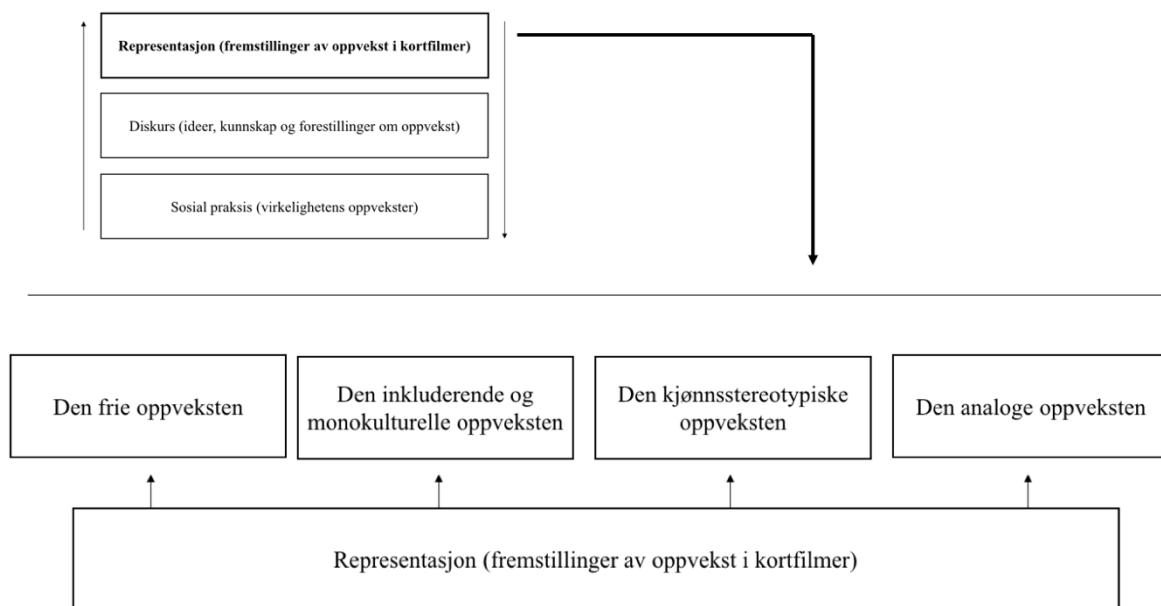 Representasjon (fremstillinger av oppvekst i kortfilmer)
Diskurs (ideer, kunnskap og forestillinger om oppvekst)
Sosial praksis (virkelighetens oppvekster)
Den frie oppveksten
Den inkluderende og
monokulturelle oppveksten
Den kjønnsstereotypiske
oppveksten
Den analoge oppveksten
Representasjon (fremstillinger av oppvekst i kortfilmer)